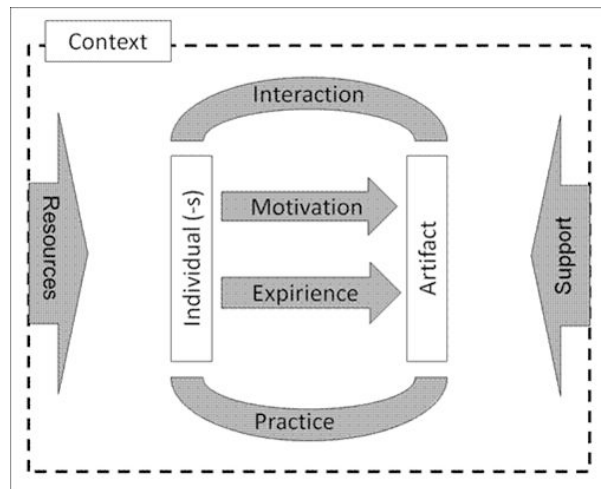 Context
Interaction
Resources
Individual (-s)
Motivation
Expirience
Artifact
Support
Practice